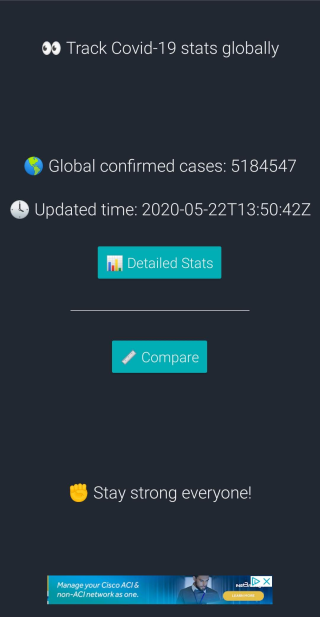 👀 Track Covid-19 stats globally
🌎 Global confirmed cases: 5184547
🕓 Updated time: 2020-05-22T13:50:42Z
📊 Detailed Stats
📏 Compare
✊ Stay strong everyone!
Manage your Cisco ACI &
non-ACI network as one.